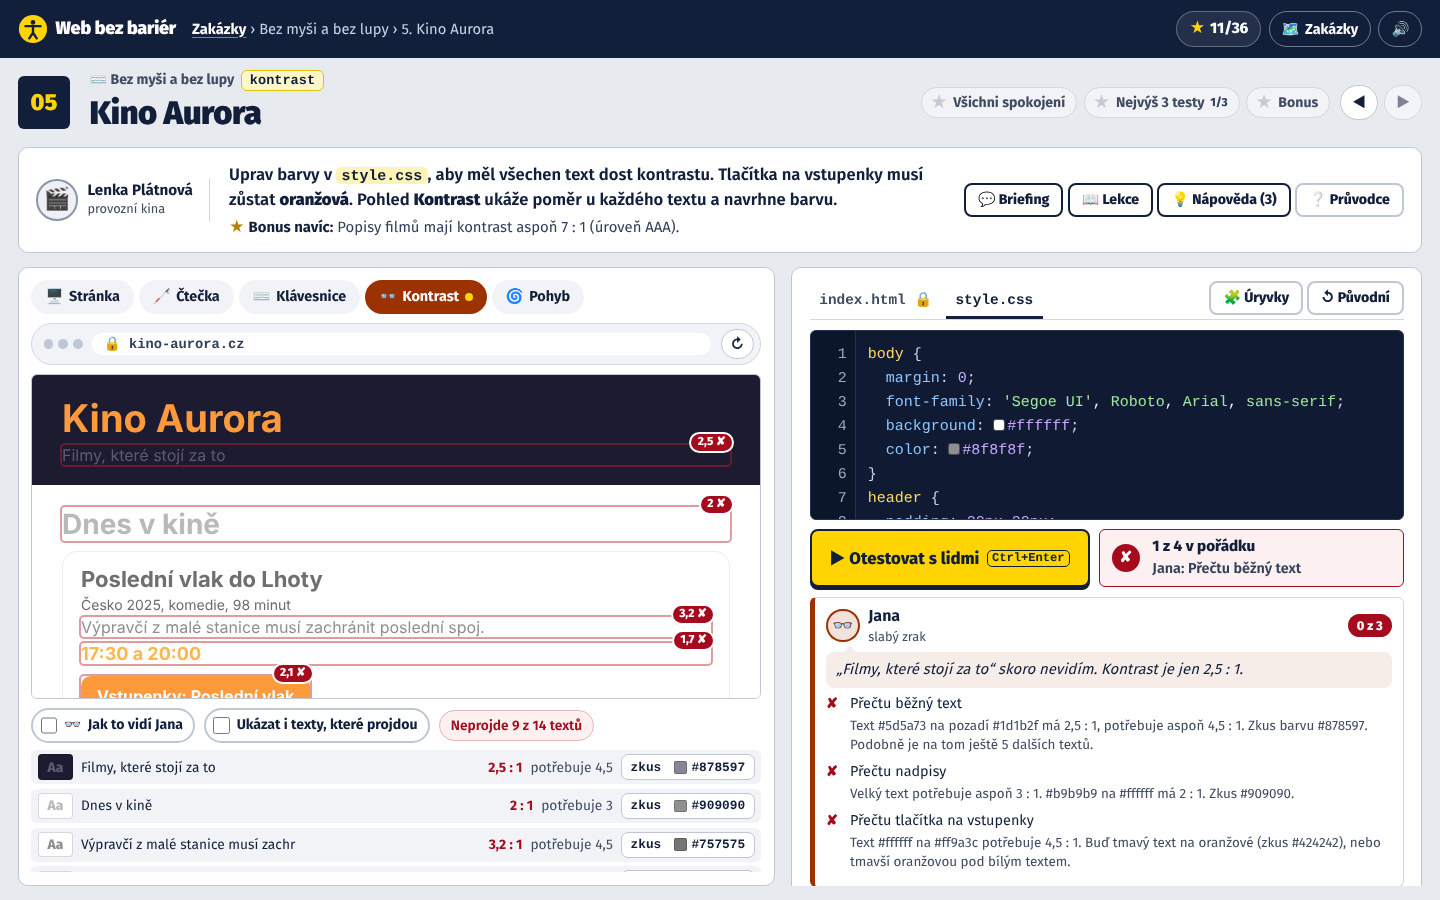 Web bez bariér
Zakázky › Bez myši a bez lupy › 5. Kino Aurora
★ 11/36
Zakázky
05
Bez myši a bez lupy
kontrast
Kino Aurora
★ Všichni spokojení
★ Nejvýš 3 testy 1/3
★ Bonus
◀
▶
Lenka Plátnová
provozní kina
Uprav barvy v style.css, aby měl všechen text dost kontrastu. Tlačítka na vstupenky musí
zůstat oranžová. Pohled Kontrast ukáže poměr u každého textu a navrhne barvu.
★ Bonus navíc: Popisy filmů mají kontrast aspoň 7 : 1 (úroveň AAA).
Briefing
Lekce
Nápověda (3)
Průvodce
Stránka
Čtečka
Klávesnice
Kontrast
Pohyb
kino-aurora.cz
Kino Aurora
2,5 ✘
Filmy, které stojí za to
2 ✘
Dnes v kině
Poslední vlak do Lhoty
Česko 2025, komedie, 98 minut
3,2 ✘
Výpravčí z malé stanice musí zachránit poslední spoj.
1,7 ✘
17:30 a 20:00
2,1 ✘
Vstupenky: Poslední vlak
Jak to vidí Jana
Ukázat i texty, které projdou
Neprojde 9 z 14 textů
Aa Filmy, které stojí za to 2,5 : 1 potřebuje 4,5 zkus #878597
Aa Dnes v kině 2 : 1 potřebuje 3 zkus #909090
Aa Výpravčí z malé stanice musí zachr 3,2 : 1 potřebuje 4,5 zkus #757575
index.html
style.css
Úryvky
↺ Původní
1 body {
2 margin: 0;
3 font-family: 'Segoe UI', Roboto, Arial, sans-serif;
4 background: #ffffff;
5 color: #8f8f8f;
6 }
7 header {
▶ Otestovat s lidmi Ctrl+Enter
✘
1 z 4 v pořádku
Jana: Přečtu běžný text
Jana
slabý zrak
0 z 3
„Filmy, které stojí za to“ skoro nevidím. Kontrast je jen 2,5 : 1.
✘ Přečtu běžný text
Text #5d5a73 na pozadí #1d1b2f má 2,5 : 1, potřebuje aspoň 4,5 : 1. Zkus barvu #878597.
Podobně je na tom ještě 5 dalších textů.
✘ Přečtu nadpisy
Velký text potřebuje aspoň 3 : 1. #b9b9b9 na #ffffff má 2 : 1. Zkus #909090.
✘ Přečtu tlačítka na vstupenky
Text #ffffff na #ff9a3c potřebuje 4,5 : 1. Buď tmavý text na oranžové (zkus #424242), nebo
tmavší oranžovou pod bílým textem.